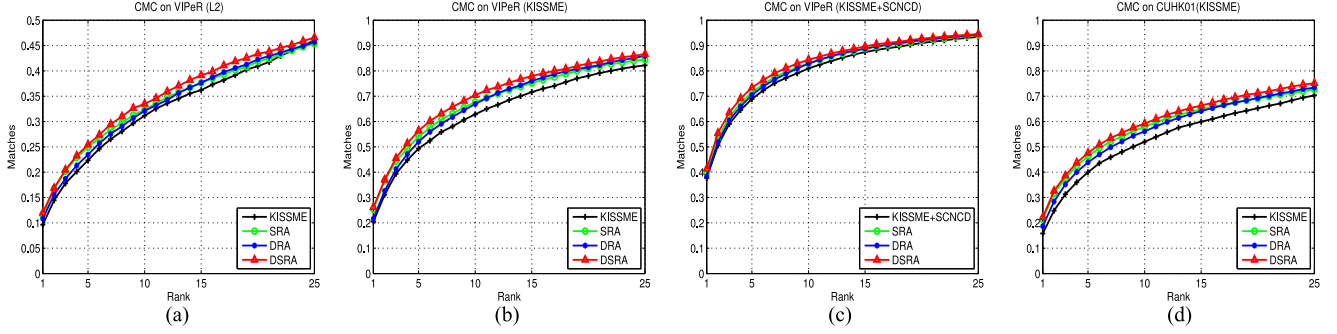 CMC on VIPeR (L2)
0.5
0.45
0.4
0.35
0.3
0.25
0.2
0.15
0.1
0.05
0
Matches
1
5
10
15
25
Rank
KISSME
SRA
DRA
DSRA
(a)
CMC on VIPeR (KISSME)
1
0.9
0.8
0.7
0.6
0.5
0.4
0.3
0.2
0.1
0
Matches
1
5
10
15
25
Rank
KISSME
SRA
DRA
DSRA
(b)
CMC on VIPeR (KISSME+SCNCD)
1
0.9
0.8
0.7
0.6
0.5
0.4
0.3
0.2
0.1
0
Matches
1
5
10
15
25
Rank
KISSME+SCNCD
SRA
DRA
DSRA
(c)
CMC on CUHK01(KISSME)
1
0.9
0.8
0.7
0.6
0.5
0.4
0.3
0.2
0.1
0
Matches
1
5
10
15
25
Rank
KISSME
SRA
DRA
DSRA
(d)